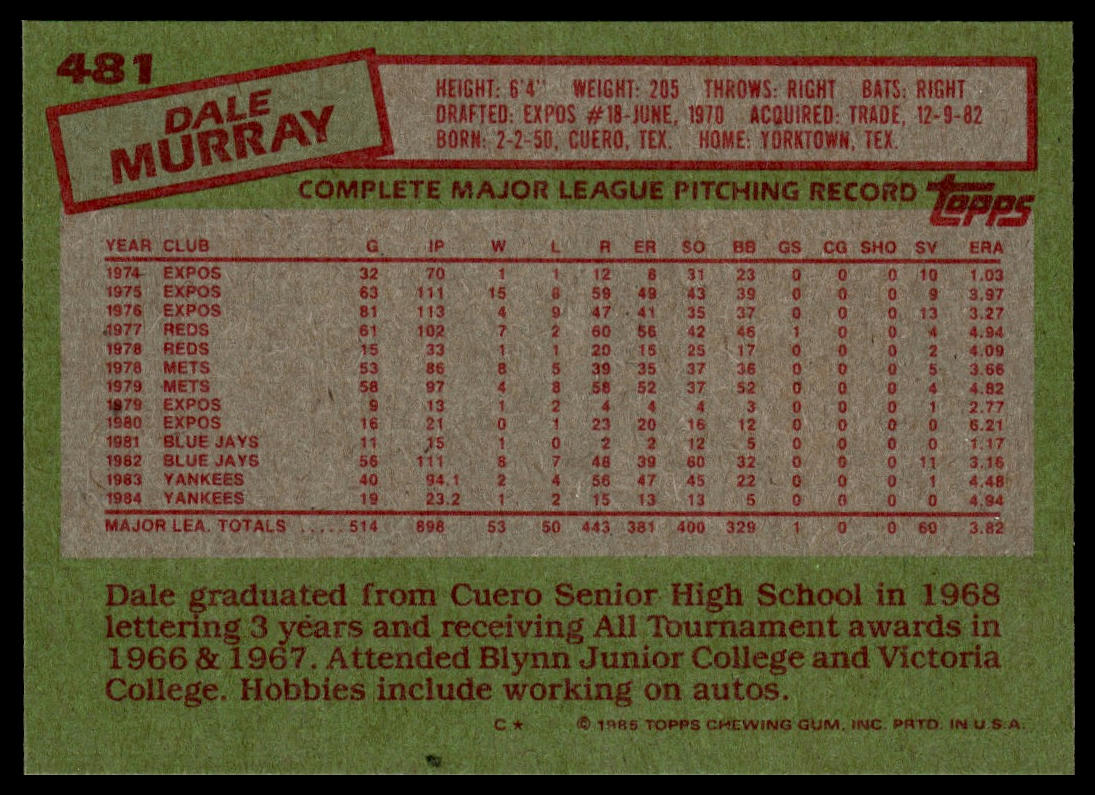 481
DALE
MURRAY
HEIGHT: 6'4" WEIGHT: 205 THROWS: RIGHT BATS: RIGHT
DRAFTED: EXPOS #18-JUNE, 1970 ACQUIRED: TRADE, 12-9-82
BORN: 2-2-50, CUERO, TEX. HOME: YORKTOWN, TEX.
COMPLETE MAJOR LEAGUE PITCHING RECORD topps
YEAR CLUB G IP W L R ER SO BB GS CG SHO SV ERA
1974 EXPOS 32 70 1 1 12 8 31 23 0 0 0 10 1.03
1975 EXPOS 63 111 15 8 59 49 43 39 0 0 0 9 3.97
1976 EXPOS 81 113 4 9 47 41 35 37 0 0 0 13 3.27
1977 REDS 61 102 7 2 60 56 42 46 1 0 0 4 4.94
1978 REDS 15 33 1 1 20 15 25 17 0 0 0 2 4.09
1978 METS 53 86 8 5 39 35 37 36 0 0 0 5 3.66
1979 METS 58 97 4 8 58 52 37 52 0 0 0 4 4.82
1979 EXPOS 9 13 1 2 4 4 4 3 0 0 0 1 2.77
1980 EXPOS 16 21 0 1 23 20 16 12 0 0 0 0 6.21
1981 BLUE JAYS 11 15 1 0 2 2 12 5 0 0 0 0 1.17
1982 BLUE JAYS 56 111 8 7 48 39 60 32 0 0 0 11 3.16
1983 YANKEES 40 94.1 2 4 56 47 45 22 0 0 0 1 4.48
1984 YANKEES 19 23.2 1 2 15 13 13 5 0 0 0 0 4.94
MAJOR LEA. TOTALS ..... 514 898 53 50 443 381 400 329 1 0 0 60 3.82
Dale graduated from Cuero Senior High School in 1968
lettering 3 years and receiving All Tournament awards in
1966 & 1967. Attended Blynn Junior College and Victoria
College. Hobbies include working on autos.
C★ © 1985 TOPPS CHEWING GUM, INC. PRTD. IN U.S.A.